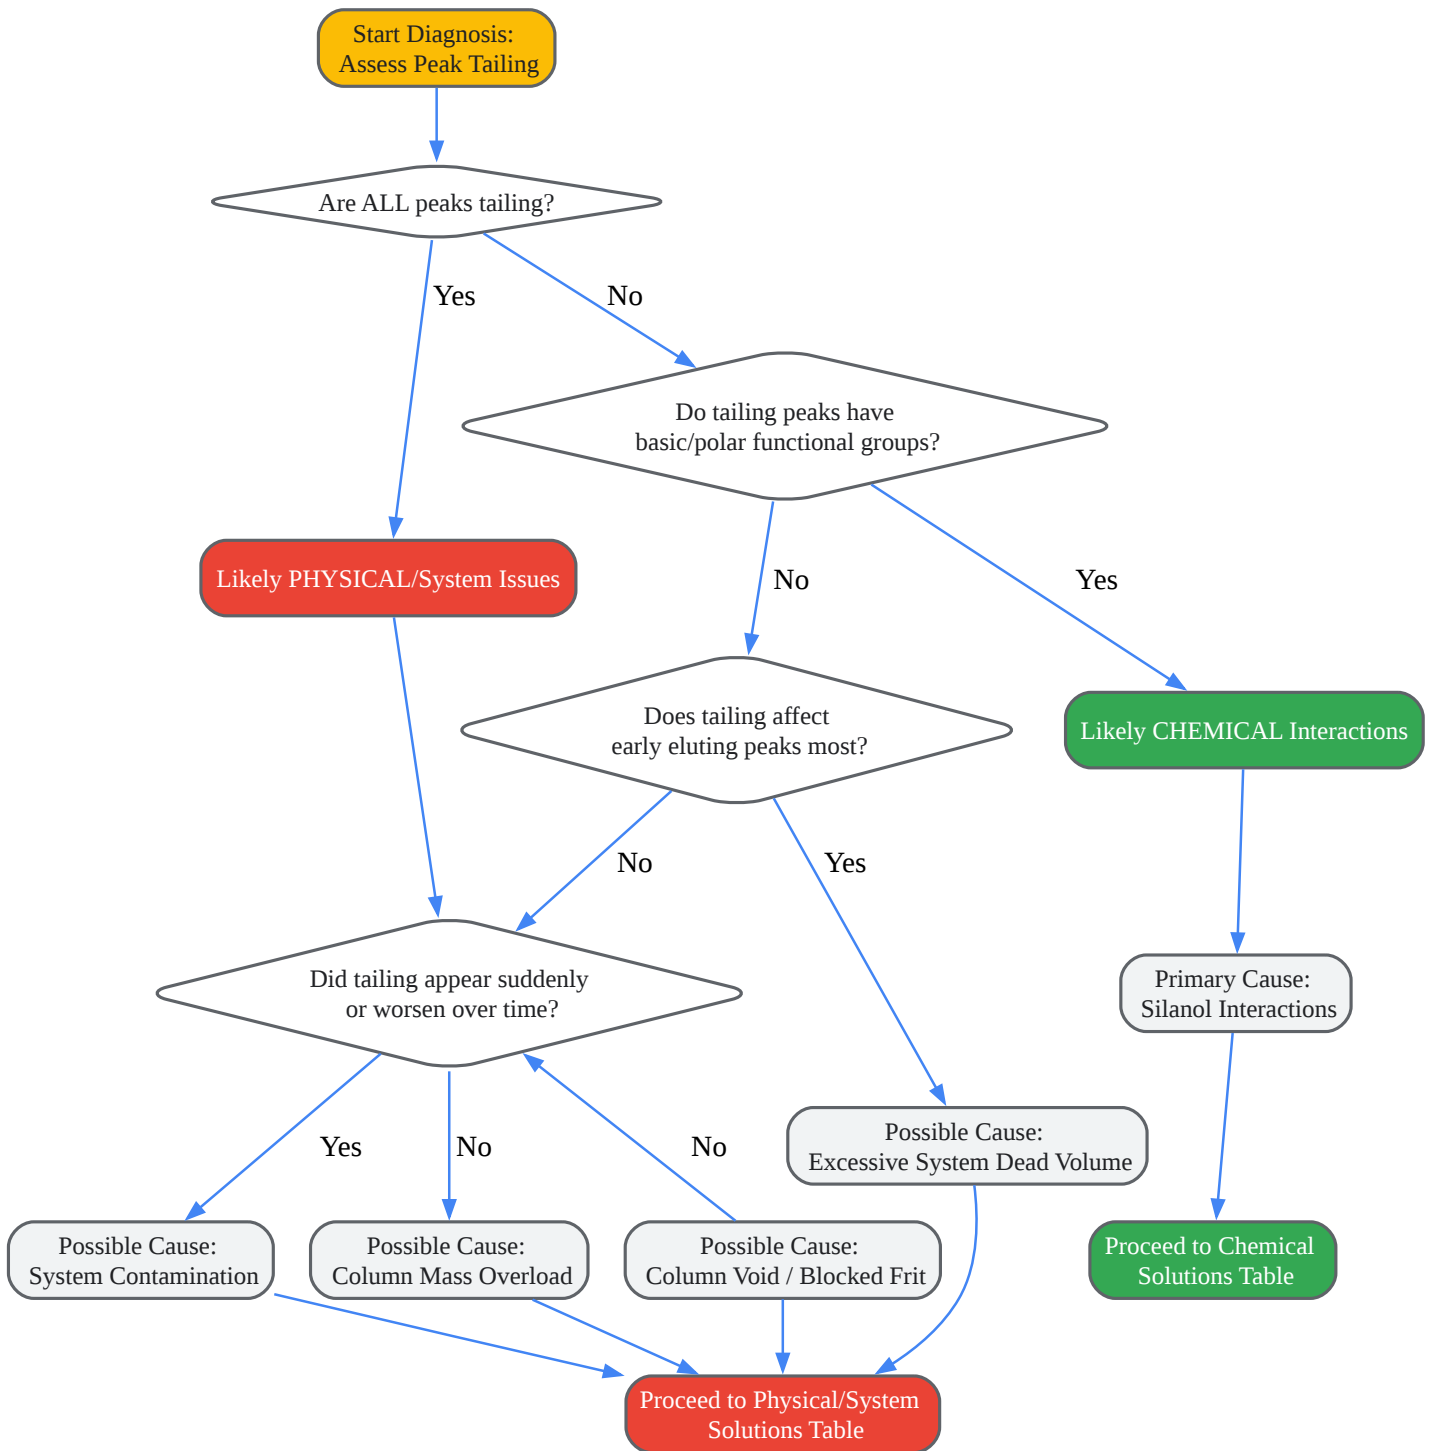 Start Diagnosis:
Assess Peak Tailing
Are ALL peaks tailing?
Yes
No
Do tailing peaks have
basic/polar functional groups?
Likely PHYSICAL/System Issues
No
Yes
Does tailing affect
early eluting peaks most?
Likely CHEMICAL Interactions
No
Yes
Did tailing appear suddenly
or worsen over time?
Primary Cause:
Silanol Interactions
Yes
No
No
Possible Cause:
Excessive System Dead Volume
Possible Cause:
System Contamination
Possible Cause:
Column Mass Overload
Possible Cause:
Column Void / Blocked Frit
Proceed to Chemical
Solutions Table
Proceed to Physical/System
Solutions Table